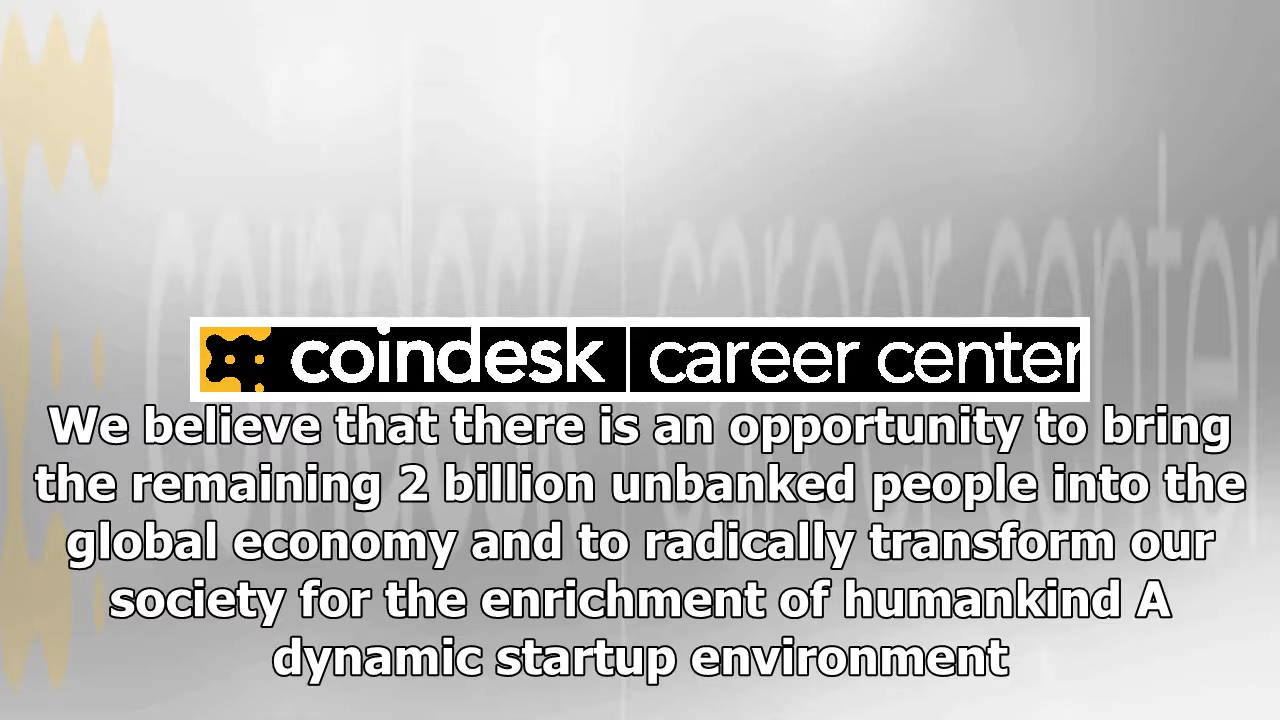 coindesk | career center
We believe that there is an opportunity to bring
the remaining 2 billion unbanked people into the
global economy and to radically transform our
society for the enrichment of humankind A
dynamic startup environment